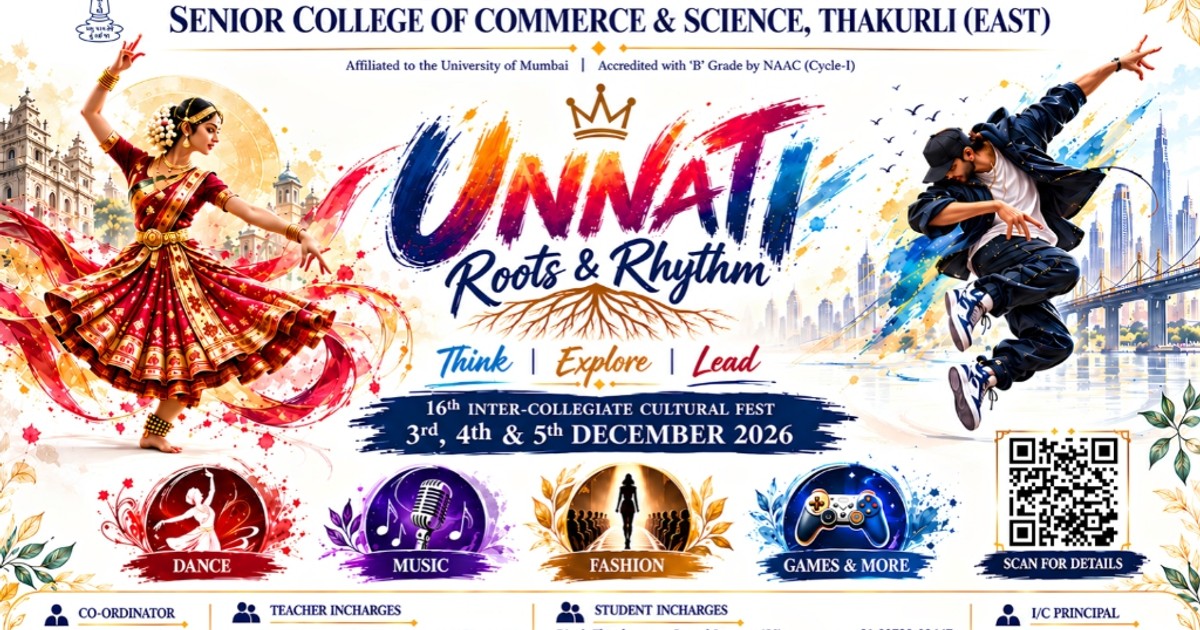 SENIOR COLLEGE OF COMMERCE & SCIENCE, THAKURLI (EAST)
Affiliated to the University of Mumbai | Accredited with 'B' Grade by NAAC (Cycle-I)
UNNATI
Roots & Rhythm
Think | Explore | Lead
16th INTER-COLLEGIATE CULTURAL FEST
3rd, 4th & 5th DECEMBER 2026
DANCE
MUSIC
FASHION
GAMES & MORE
SCAN FOR DETAILS
CO-ORDINATOR
TEACHER INCHARGES
STUDENT INCHARGES
I/C PRINCIPAL